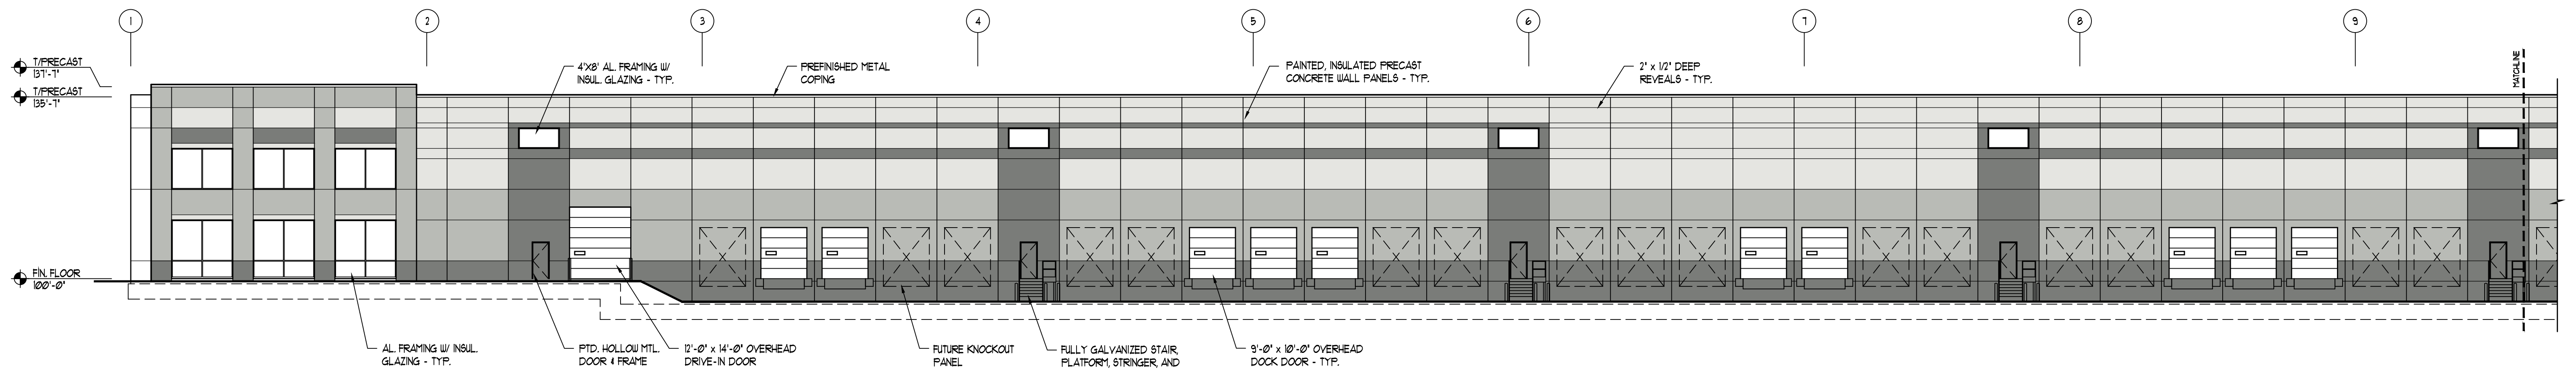 1 2 3 4 5 6 7 8 9
T/PRECAST
137'-7"
T/PRECAST
135'-7"
FIN. FLOOR
100'-0"
4'X8' AL. FRAMING W/
INSUL. GLAZING - TYP.
PREFINISHED METAL
COPING
PAINTED, INSULATED PRECAST
CONCRETE WALL PANELS - TYP.
2" x 1/2" DEEP
REVEALS - TYP.
MATCHLINE
AL. FRAMING W/ INSUL.
GLAZING - TYP.
PTD. HOLLOW MTL.
DOOR & FRAME
12'-0" x 14'-0" OVERHEAD
DRIVE-IN DOOR
FUTURE KNOCKOUT
PANEL
FULLY GALVANIZED STAIR,
PLATFORM, STRINGER, AND
9'-0" x 10'-0" OVERHEAD
DOCK DOOR - TYP.